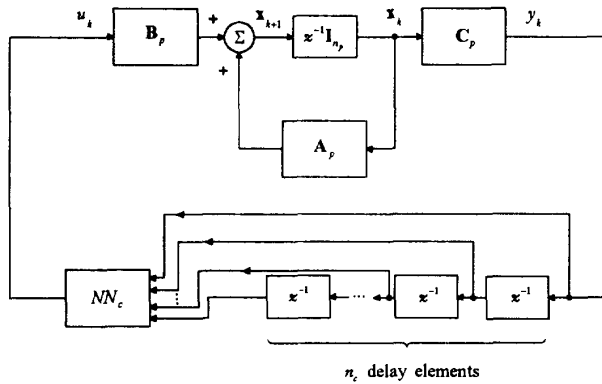 u_k + x_{k+1} x_k y_k
B_p Σ z^{-1}I_{n_p} C_p
+
A_p
NN_c z^{-1} ... z^{-1} z^{-1}
n_c delay elements